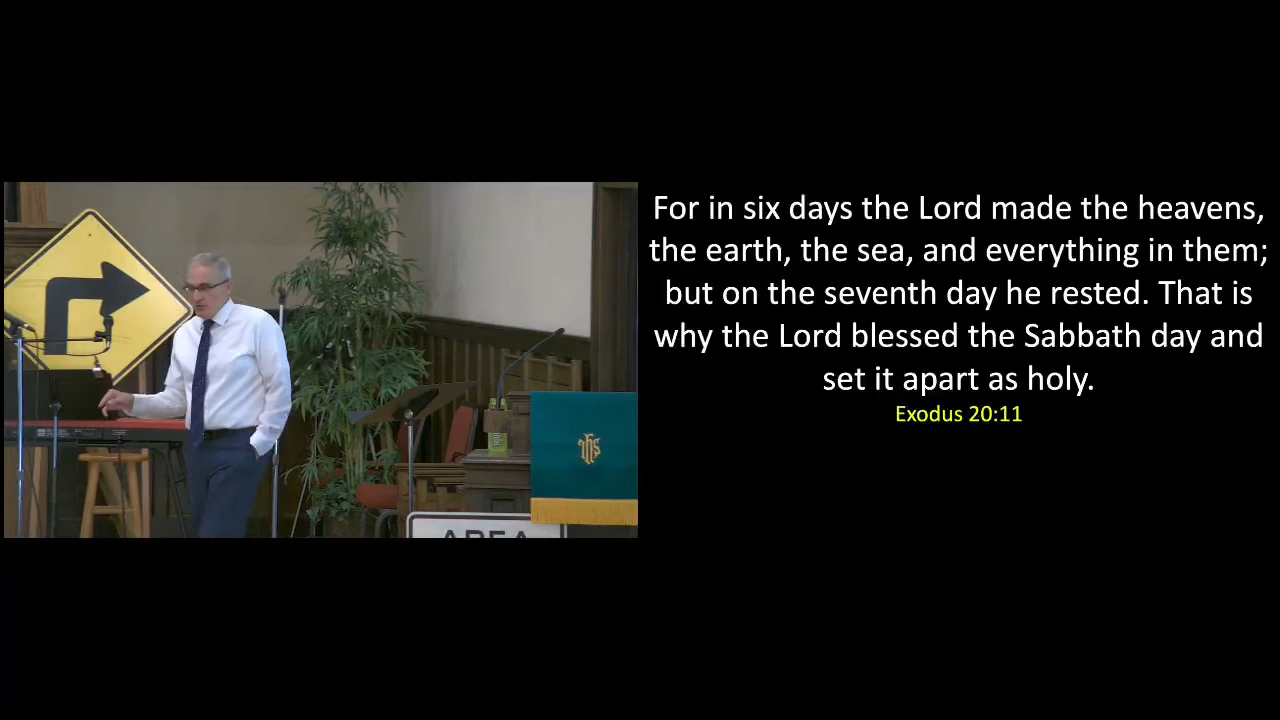 For in six days the Lord made the heavens,
the earth, the sea, and everything in them;
but on the seventh day he rested. That is
why the Lord blessed the Sabbath day and
set it apart as holy.
Exodus 20:11
IHS
AREA